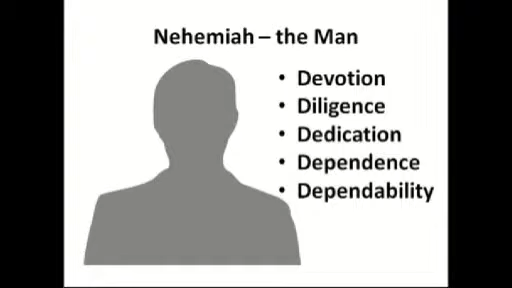 Nehemiah – the Man
• Devotion
• Diligence
• Dedication
• Dependence
• Dependability